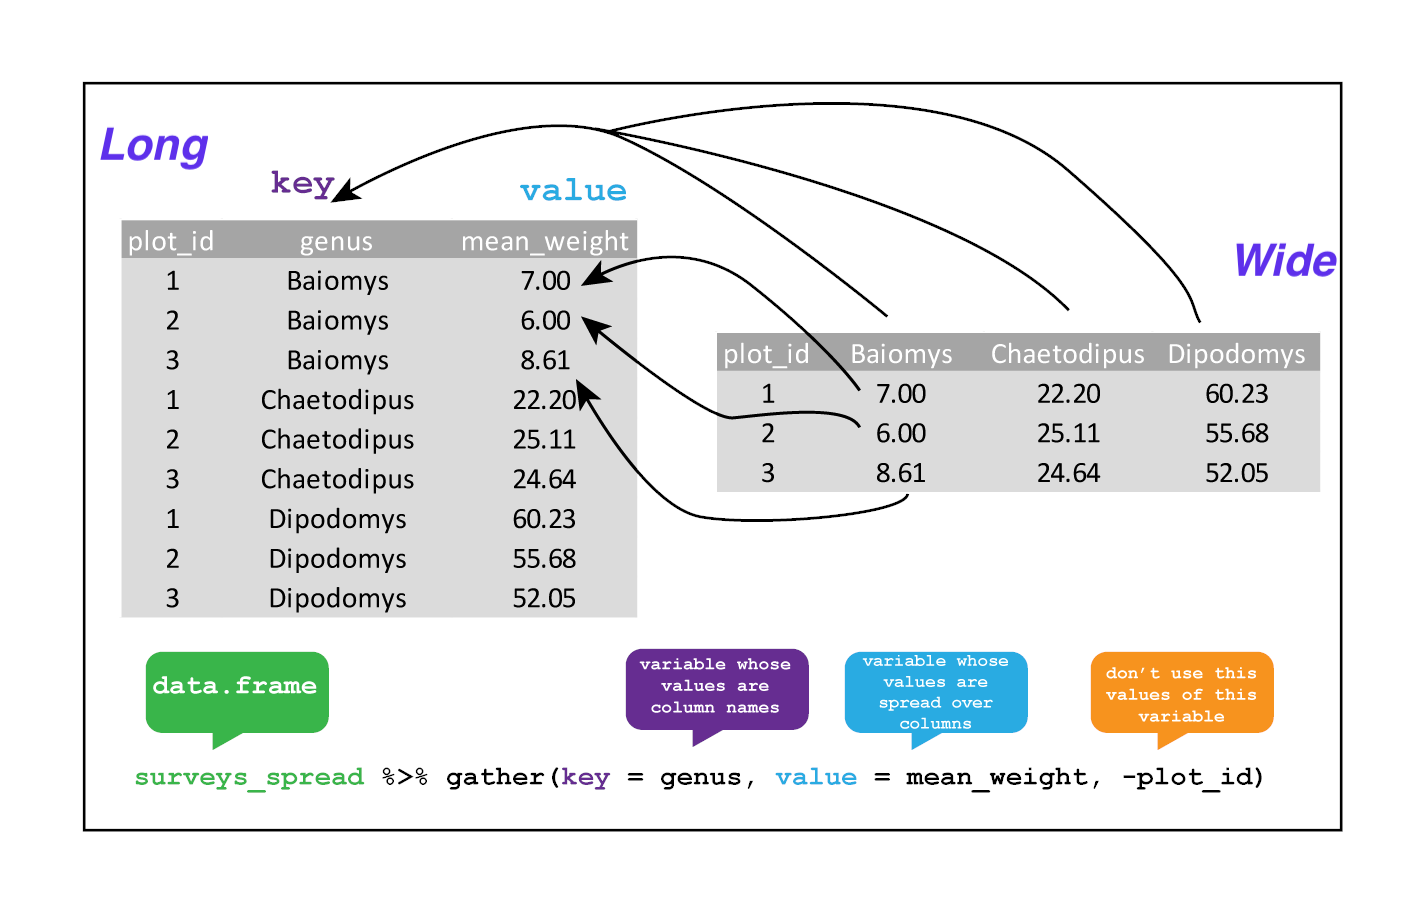 Long
key
value
plot_id genus mean_weight
1 Baiomys 7.00
2 Baiomys 6.00
3 Baiomys 8.61
1 Chaetodipus 22.20
2 Chaetodipus 25.11
3 Chaetodipus 24.64
1 Dipodomys 60.23
2 Dipodomys 55.68
3 Dipodomys 52.05
Wide
plot_id Baiomys Chaetodipus Dipodomys
1 7.00 22.20 60.23
2 6.00 25.11 55.68
3 8.61 24.64 52.05
data.frame
variable whose
values are
column names
variable whose
values are
spread over
columns
don’t use this
values of this
variable
surveys_spread %>% gather(key = genus, value = mean_weight, -plot_id)